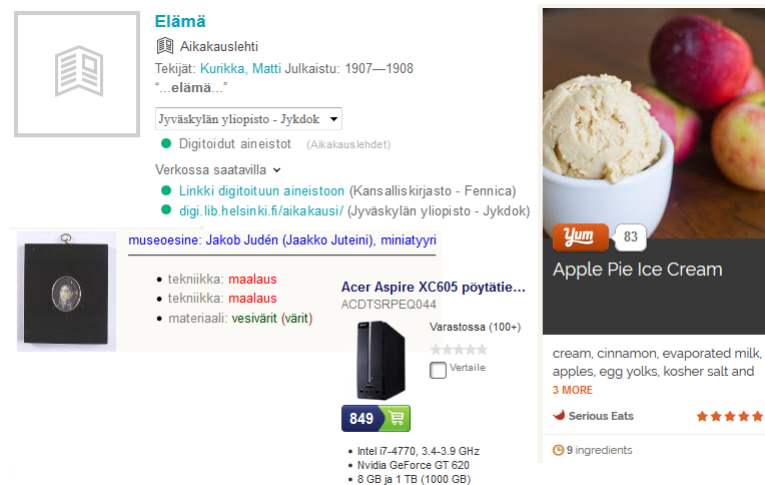 Elämä
Aikakauslehti
Tekijät: Kurikka, Matti Julkaistu: 1907—1908
“...elämä...”
Jyväskylän yliopisto - Jykdok
Digitoidut aineistot (Aikakauslehdet)
Verkossa saatavilla
Linkki digitoituun aineistoon (Kansalliskirjasto - Fennica)
digi.lib.helsinki.fi/aikakausi/ (Jyväskylän yliopisto - Jykdok)
museoesine: Jakob Judén (Jaakko Juteini), miniatyyri
• tekniikka: maalaus
• tekniikka: maalaus
• materiaali: vesivärit (värit)
Acer Aspire XC605 pöytätie...
ACDTSRPEQ044
Varastossa (100+)
Vertaile
849
• Intel i7-4770, 3.4-3.9 GHz
• Nvidia GeForce GT 620
• 8 GB ja 1 TB (1000 GB)
Yum 83
Apple Pie Ice Cream
cream, cinnamon, evaporated milk,
apples, egg yolks, kosher salt and
3 MORE
Serious Eats
9 ingredients